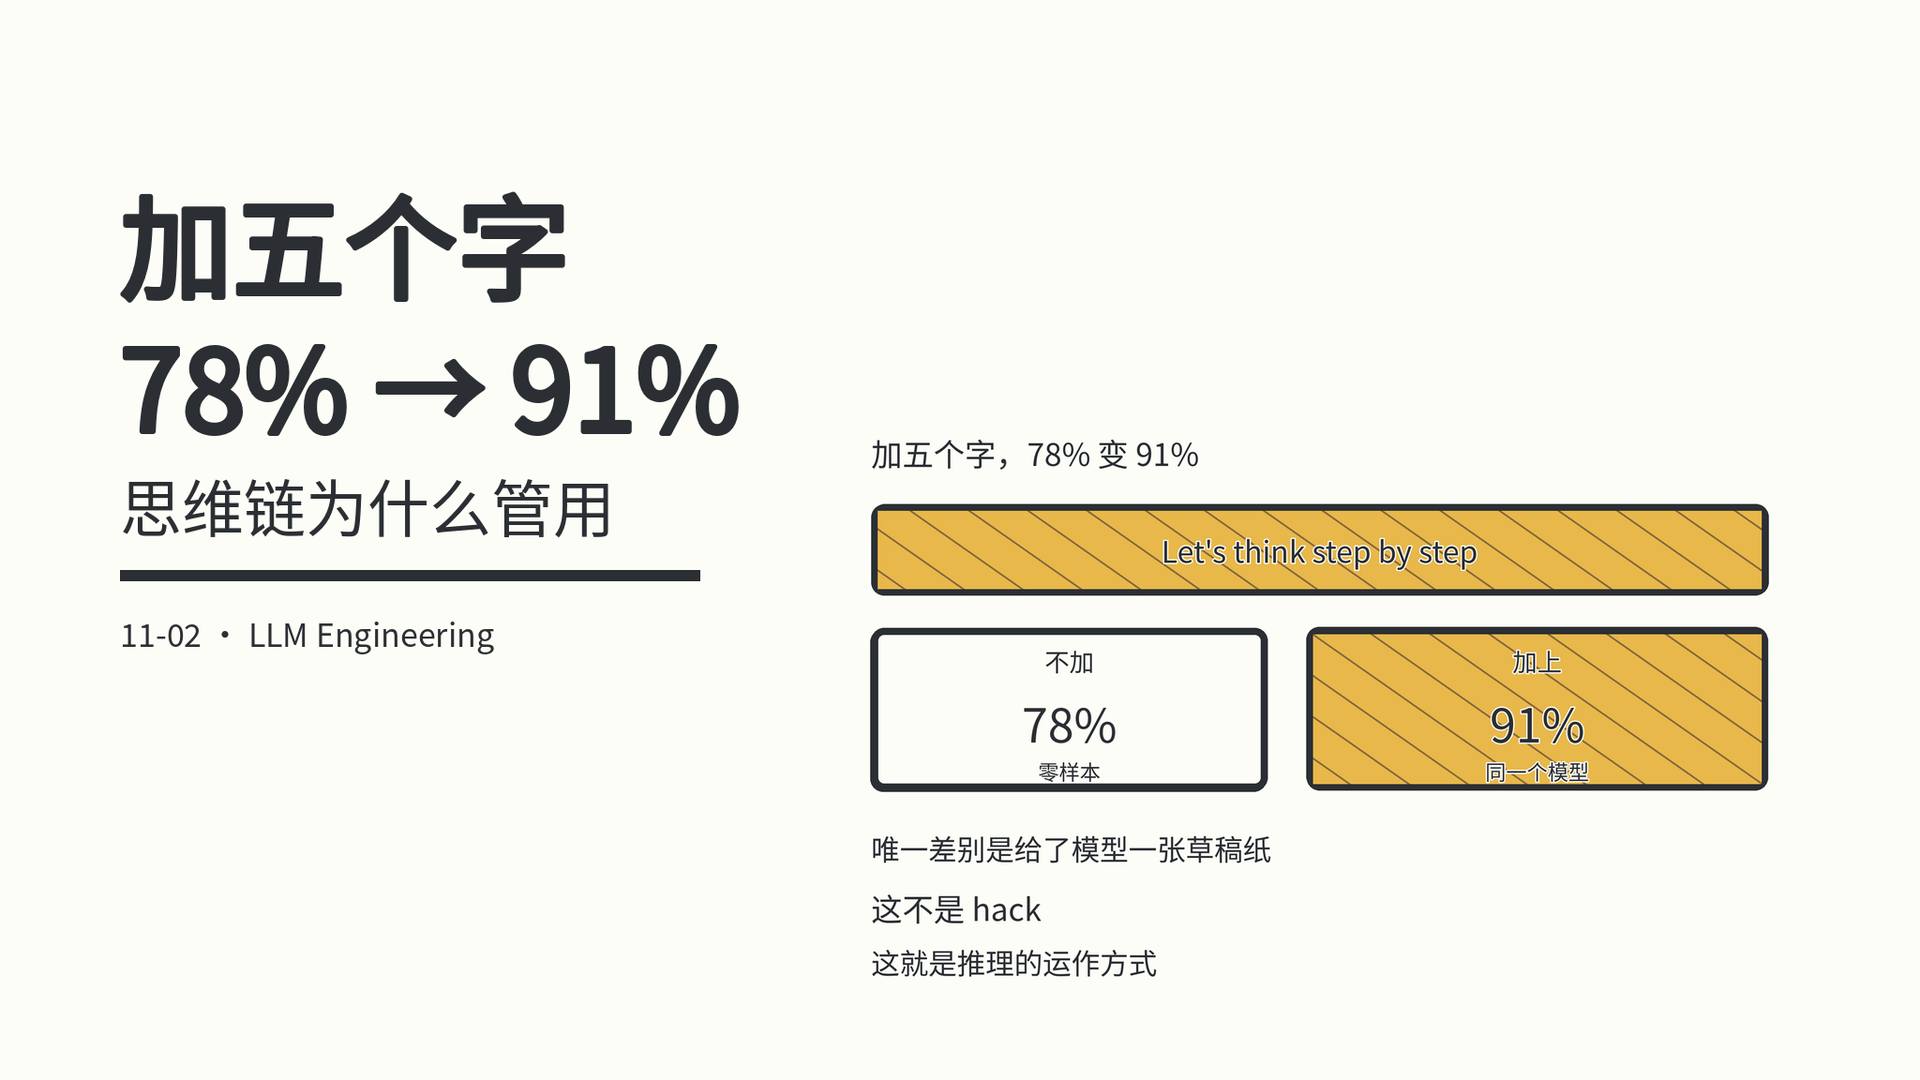 加五个字
78% → 91%
思维链为什么管用
11-02 · LLM Engineering
加五个字，78% 变 91%
Let's think step by step
不加
78%
零样本
加上
91%
同一个模型
唯一差别是给了模型一张草稿纸
这不是 hack
这就是推理的运作方式